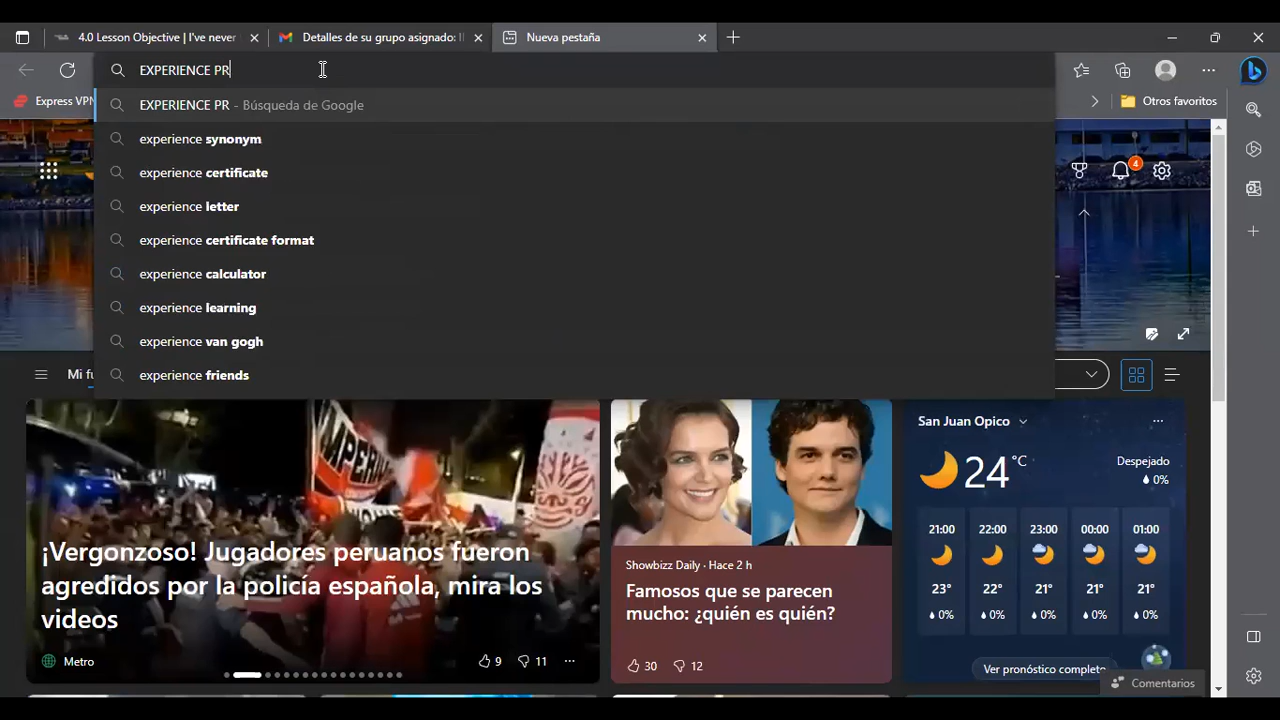 4.0 Lesson Objective | I've never
Detalles de su grupo asignado: II
Nueva pestaña
EXPERIENCE PR
Express VPN
EXPERIENCE PR - Búsqueda de Google
Otros favoritos
experience synonym
experience certificate
4
experience letter
experience certificate format
experience calculator
experience learning
experience van gogh
experience friends
Mi fu
San Juan Opico
24 °C
Despejado
0%
21:00 22:00 23:00 00:00 01:00
23° 22° 21° 21° 21°
0% 0% 0% 0% 0%
Ver pronóstico completo
¡Vergonzoso! Jugadores peruanos fueron
agredidos por la policía española, mira los
videos
Metro
9 11
Showbizz Daily · Hace 2 h
Famosos que se parecen
mucho: ¿quién es quién?
30 12
Comentarios